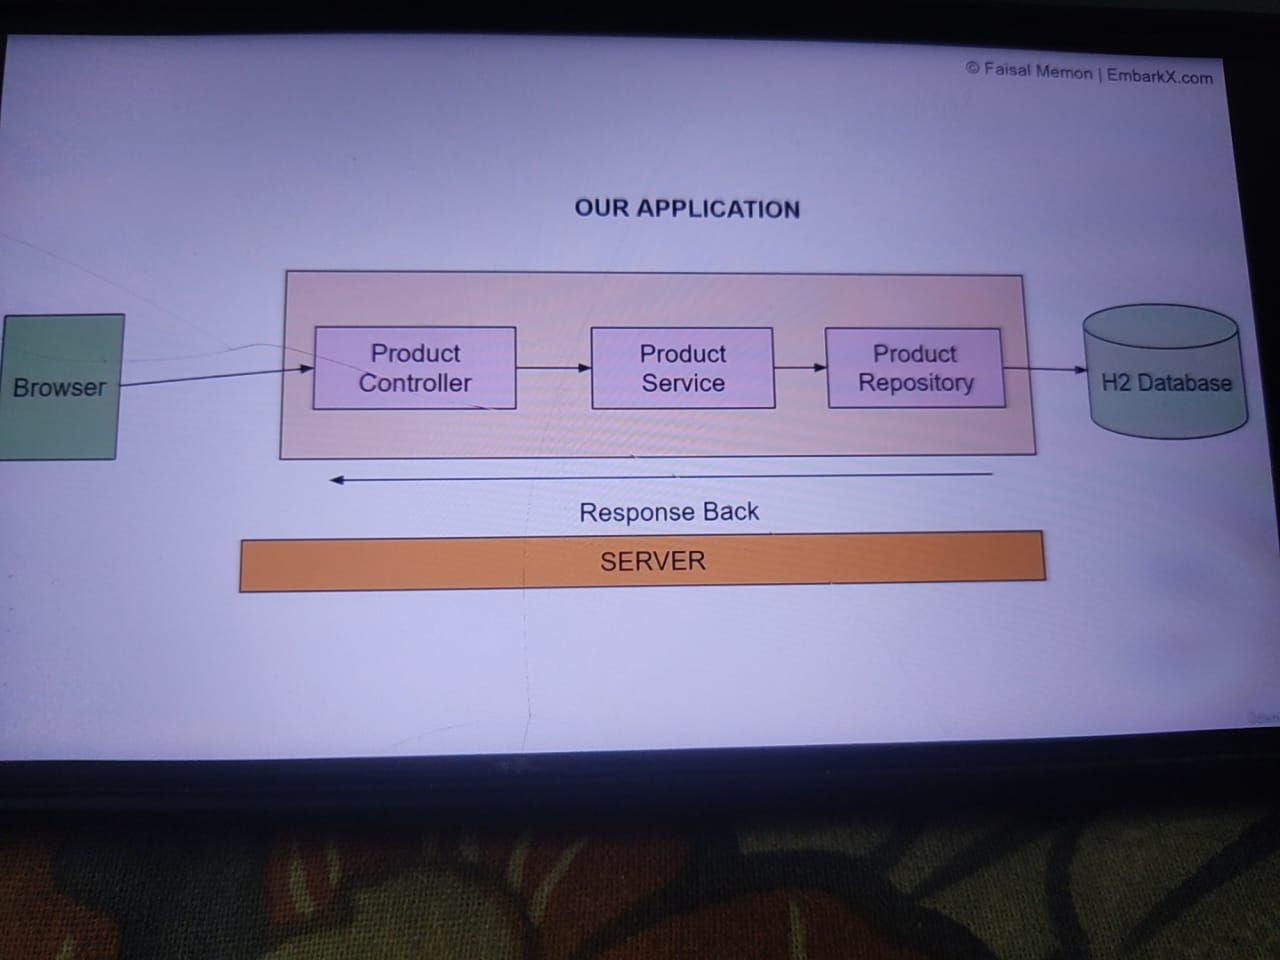 © Faisal Memon | EmbarkX.com
OUR APPLICATION
Browser
Product
Controller
Product
Service
Product
Repository
H2 Database
Response Back
SERVER